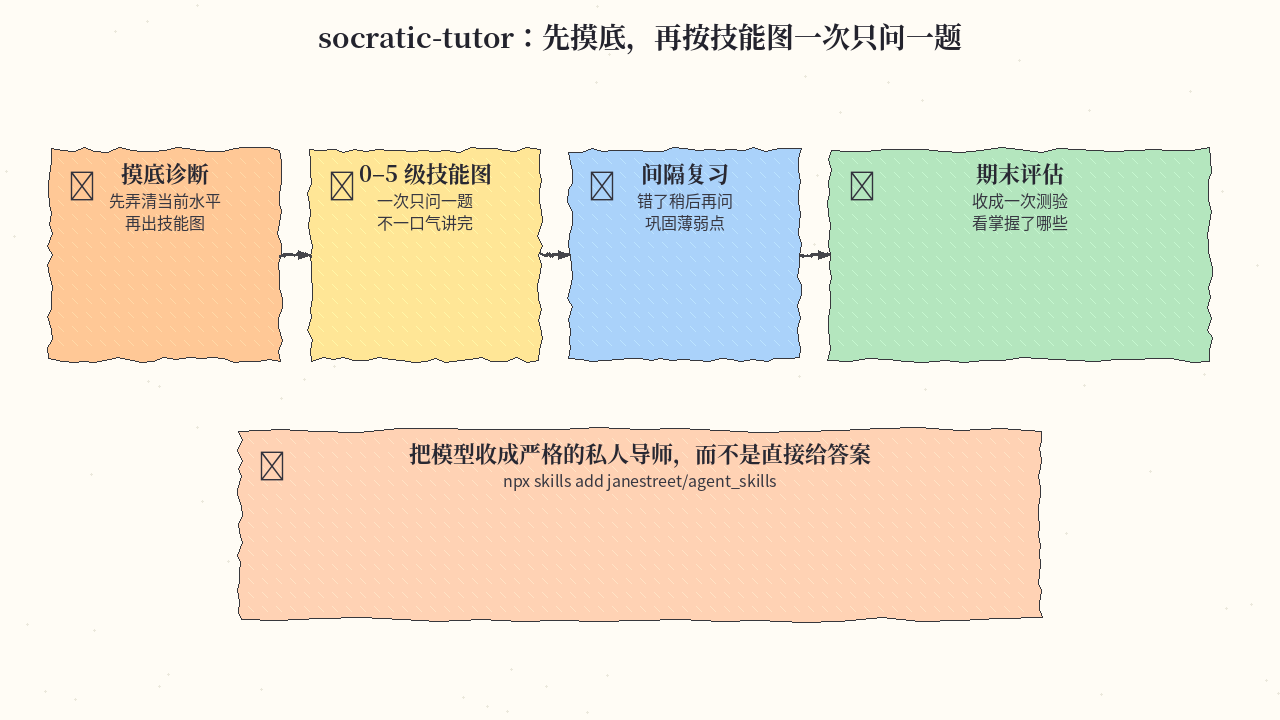 socratic-tutor：先摸底，再按技能图一次只问一题
摸底诊断
先弄清当前水平
再出技能图
0–5 级技能图
一次只问一题
不一口气讲完
间隔复习
错了稍后再问
巩固薄弱点
期末评估
收成一次测验
看掌握了哪些
把模型收成严格的私人导师，而不是直接给答案
npx skills add janestreet/agent_skills